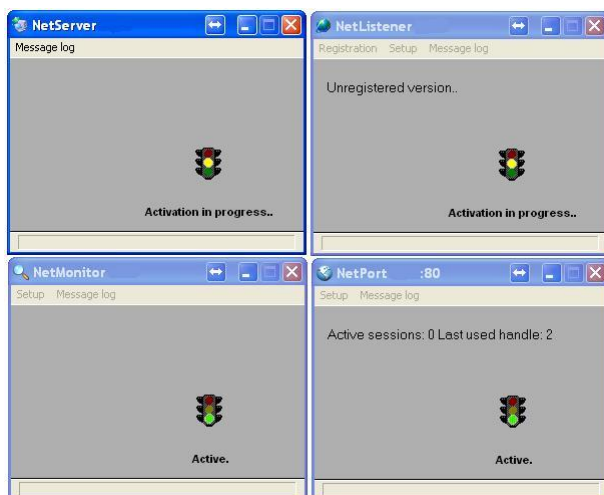 NetServer
Message log
Activation in progress..
NetListener
Registration Setup Message log
Unregistered version..
Activation in progress..
NetMonitor
Setup Message log
Active.
NetPort :80
Setup Message log
Active sessions: 0 Last used handle: 2
Active.